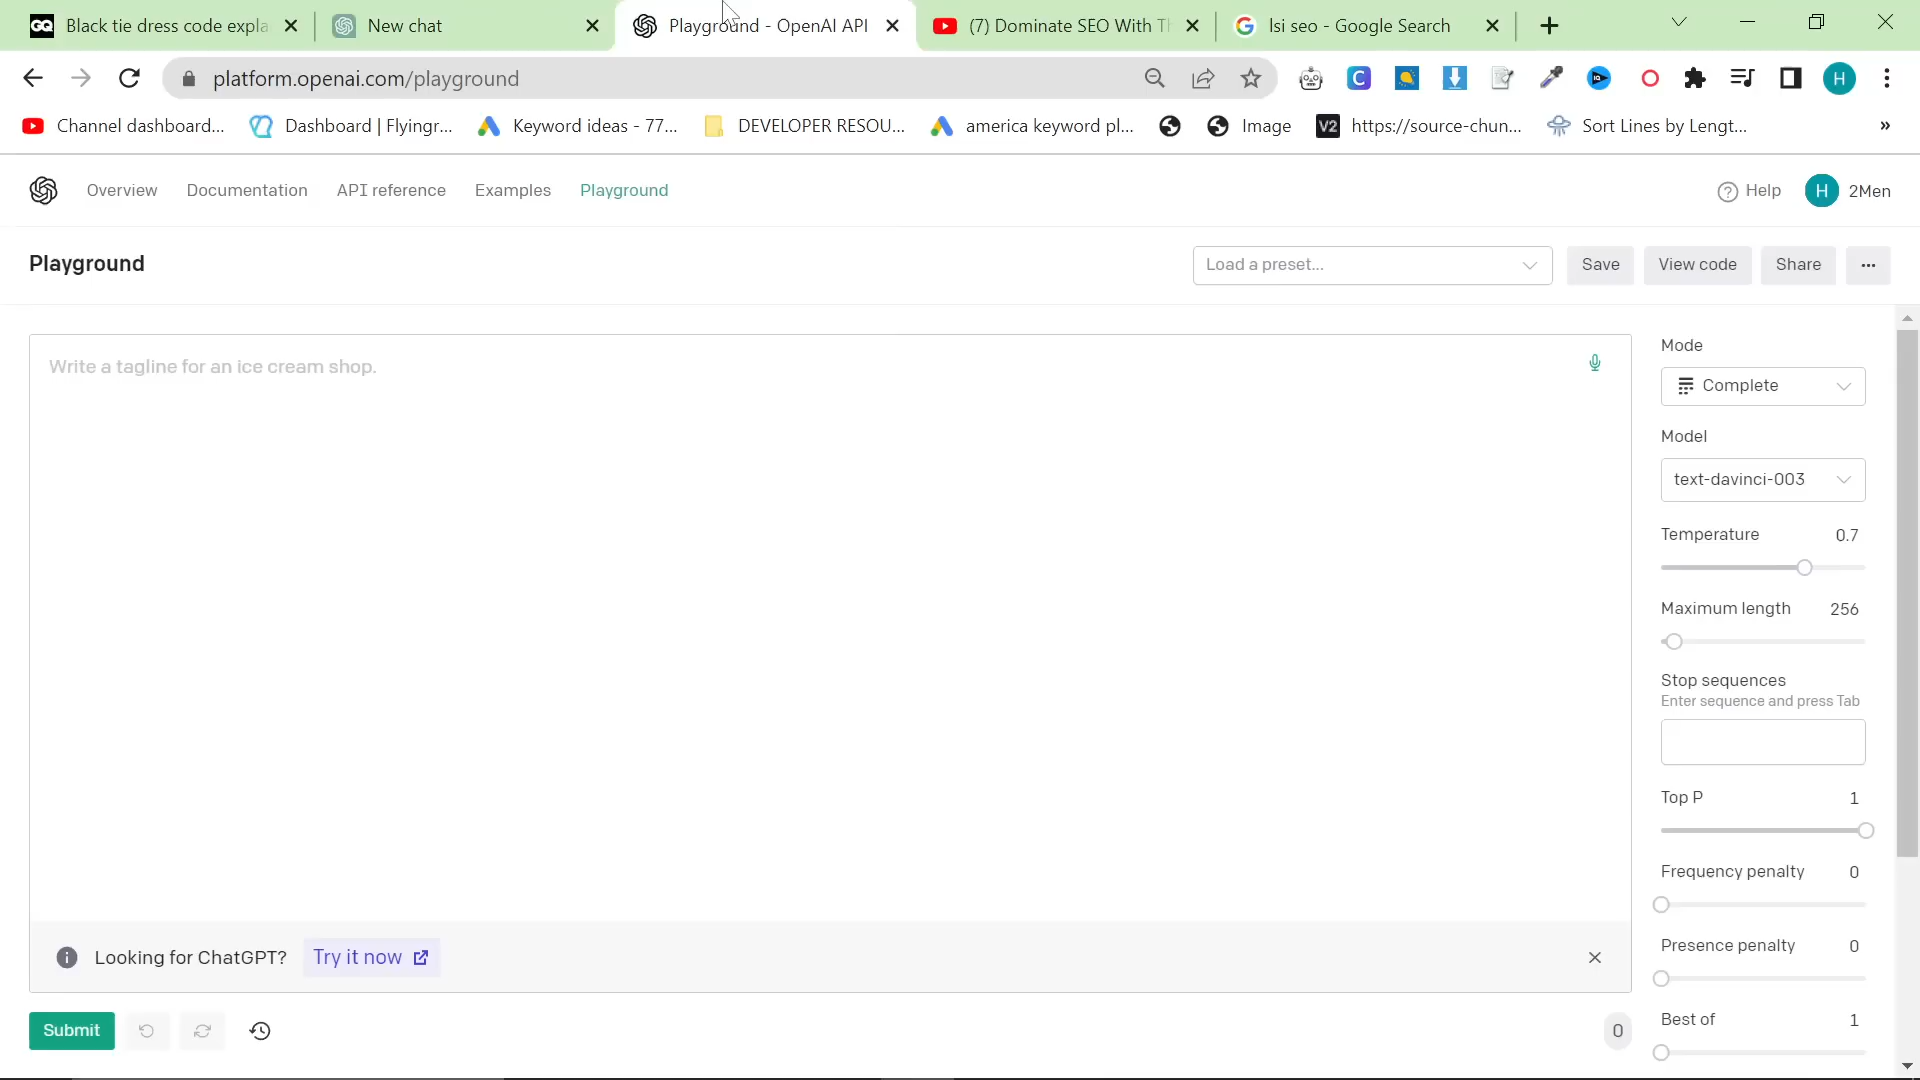 GQ Black tie dress code expla
New chat
Playground - OpenAI API
(7) Dominate SEO With Th
lsi seo - Google Search
platform.openai.com/playground
C
H
Channel dashboard...
Dashboard | Flyingr...
Keyword ideas - 77...
DEVELOPER RESOU...
america keyword pl...
Image
V2 https://source-chun...
Sort Lines by Lengt...
»
Overview
Documentation
API reference
Examples
Playground
? Help
H 2Men
Playground
Load a preset...
Save
View code
Share
...
Write a tagline for an ice cream shop.
Mode
Complete
Model
text-davinci-003
Temperature 0.7
Maximum length 256
Stop sequences
Enter sequence and press Tab
Top P 1
Frequency penalty 0
Presence penalty 0
Best of 1
Looking for ChatGPT? Try it now
Submit
0